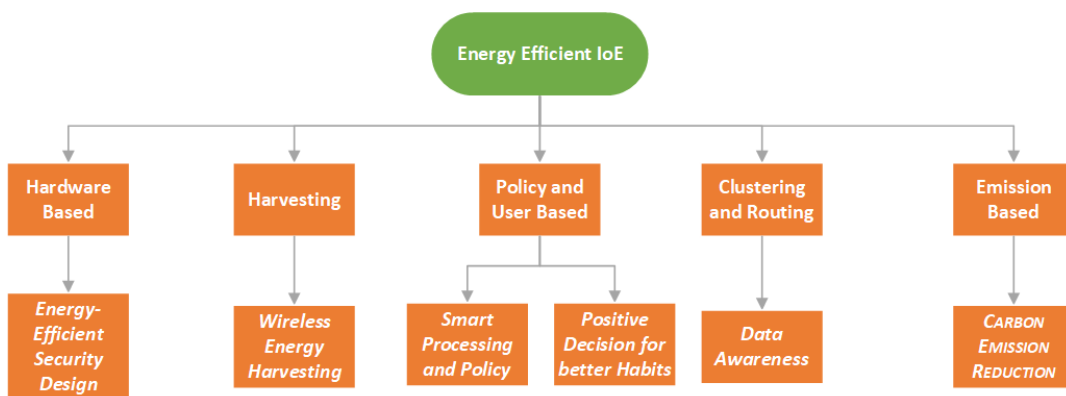 Energy Efficient IoE
Hardware
Based
Harvesting
Policy and
User Based
Clustering
and Routing
Emission
Based
Energy-
Efficient
Security
Design
Wireless
Energy
Harvesting
Smart
Processing
and Policy
Positive
Decision for
better Habits
Data
Awareness
CARBON
EMISSION
REDUCTION